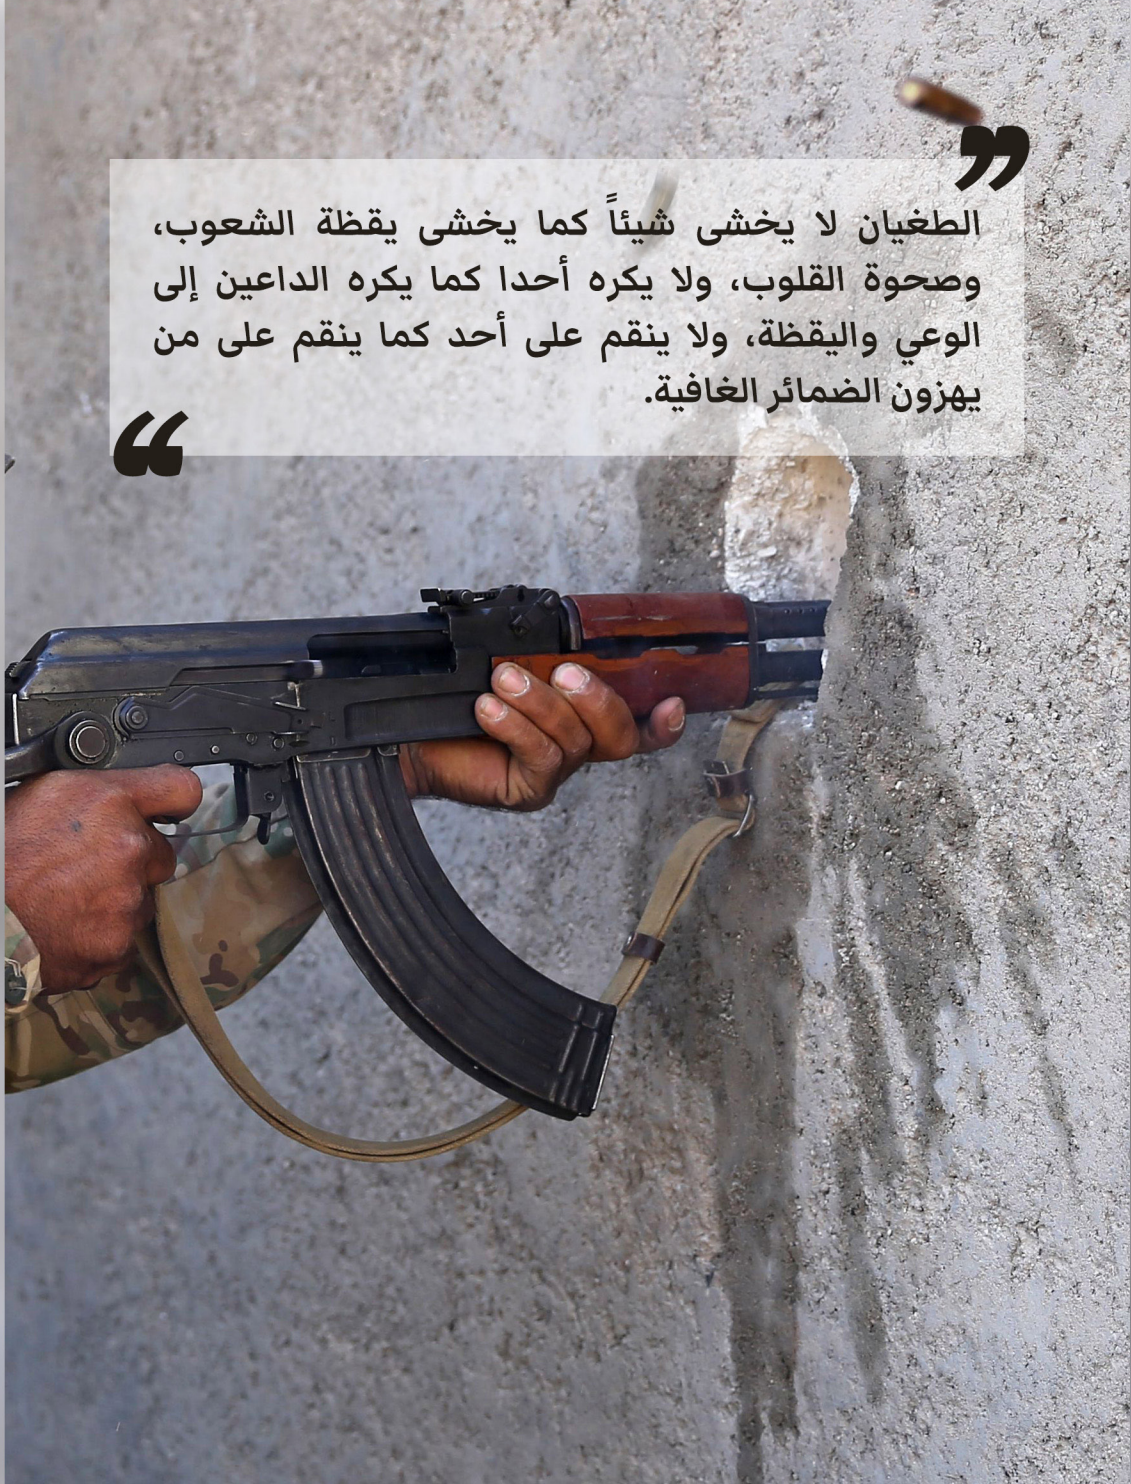 الطغيان لا يخشى شيئاً كما يخشى يقظة الشعوب،
وصحوة القلوب، ولا يكره أحدا كما يكره الداعين إلى
الوعي واليقظة، ولا ينقم على أحد كما ينقم على من
يهزون الضمائر الغافية.